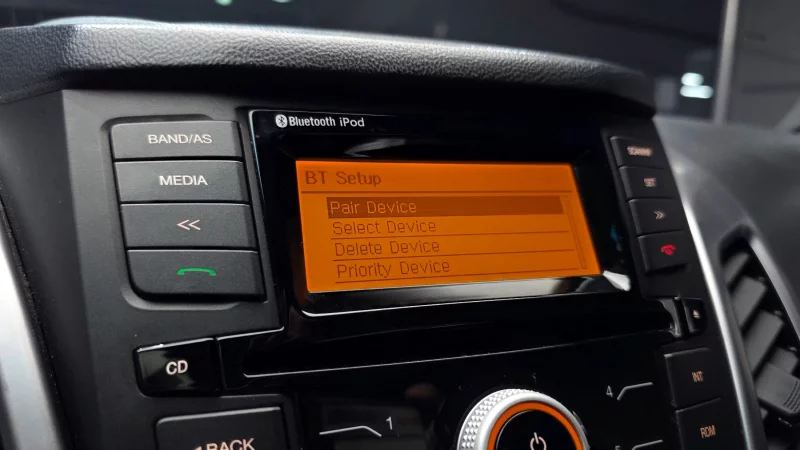 Bluetooth iPod
BAND/AS
MEDIA
<<
CD
BACK
1
BT Setup
Pair Device
Select Device
Delete Device
Priority Device
SET
>>
4
INT
RDM